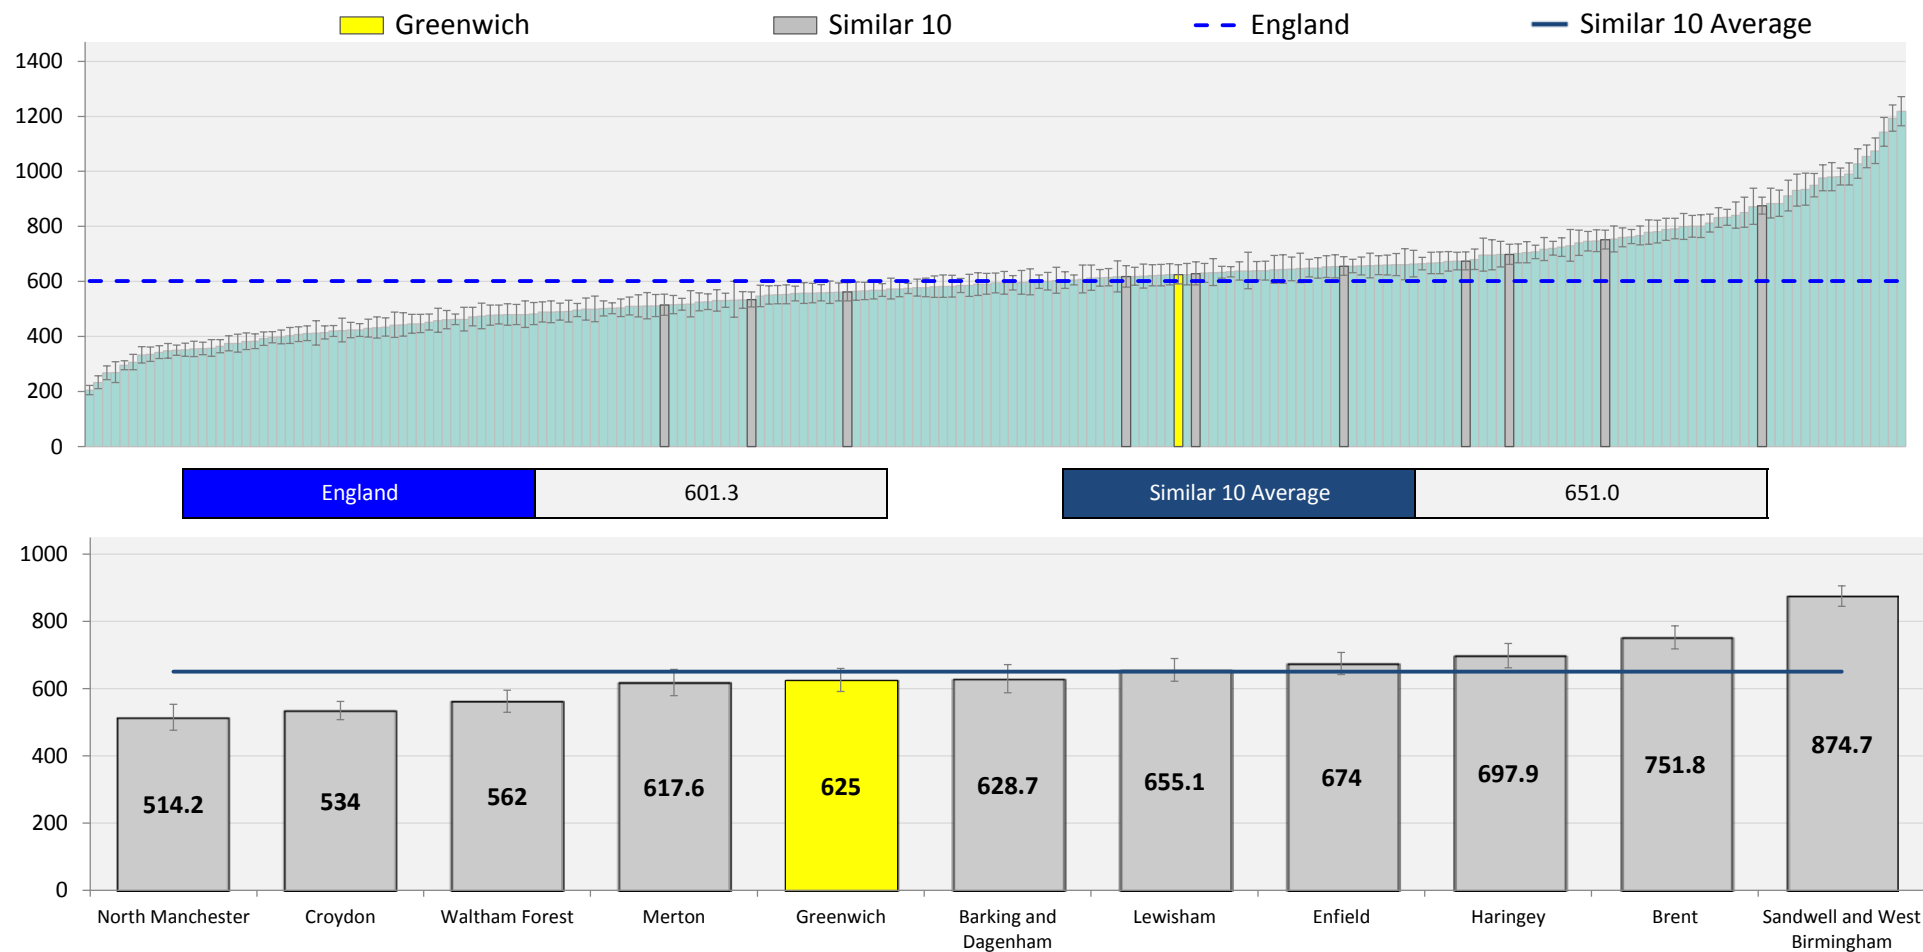 Greenwich Similar 10 England Similar 10 Average
1400
1200
1000
800
600
400
200
0
England 601.3 Similar 10 Average 651.0
1000
800
600
400
200
0
514.2 534 562 617.6 625 628.7 655.1 674 697.9 751.8 874.7
North Manchester Croydon Waltham Forest Merton Greenwich Barking and Lewisham Enfield Haringey Brent Sandwell and West
Dagenham Birmingham